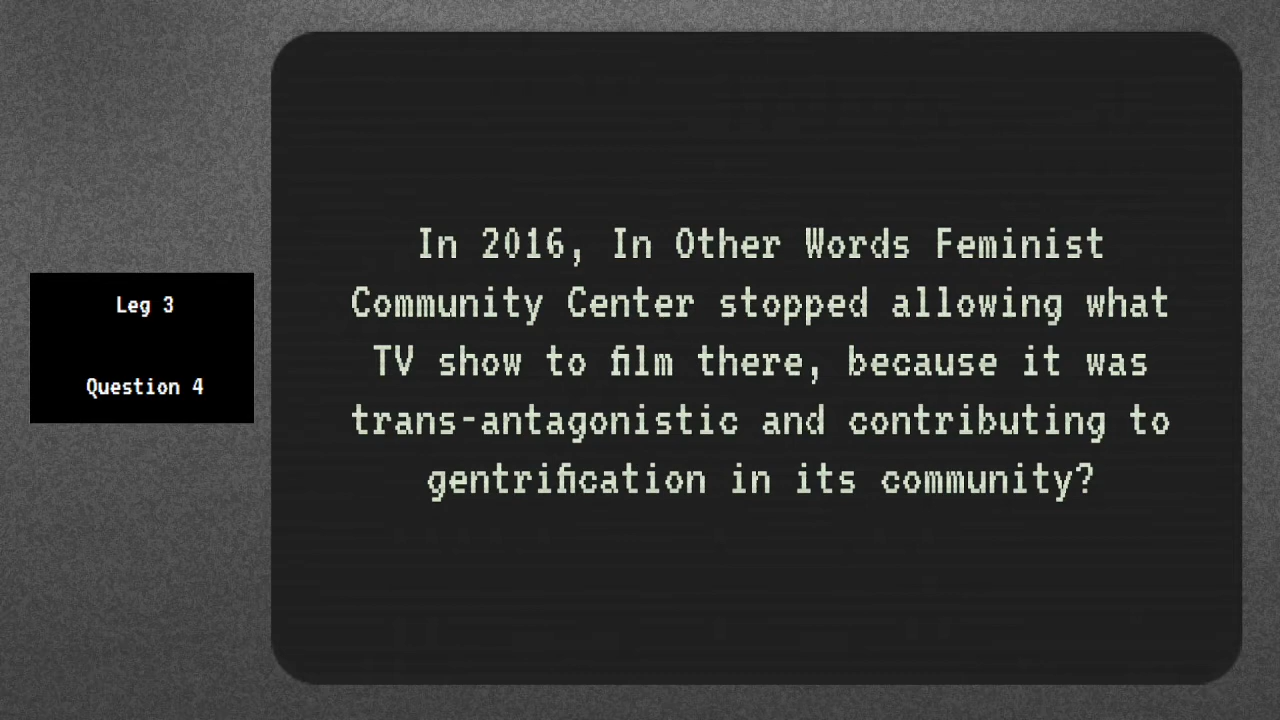 Leg 3
Question 4
In 2016, In Other Words Feminist
Community Center stopped allowing what
TV show to film there, because it was
trans-antagonistic and contributing to
gentrification in its community?